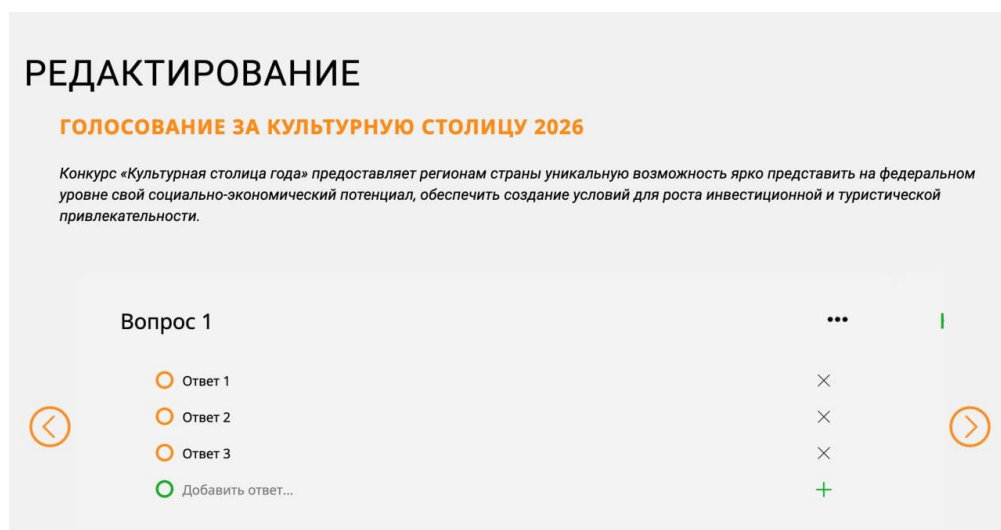 РЕДАКТИРОВАНИЕ
ГОЛОСОВАНИЕ ЗА КУЛЬТУРНУЮ СТОЛИЦУ 2026
Конкурс «Культурная столица года» предоставляет регионам страны уникальную возможность ярко представить на федеральном
уровне свой социально-экономический потенциал, обеспечить создание условий для роста инвестиционной и туристической
привлекательности.
Вопрос 1
Ответ 1
Ответ 2
Ответ 3
Добавить ответ...